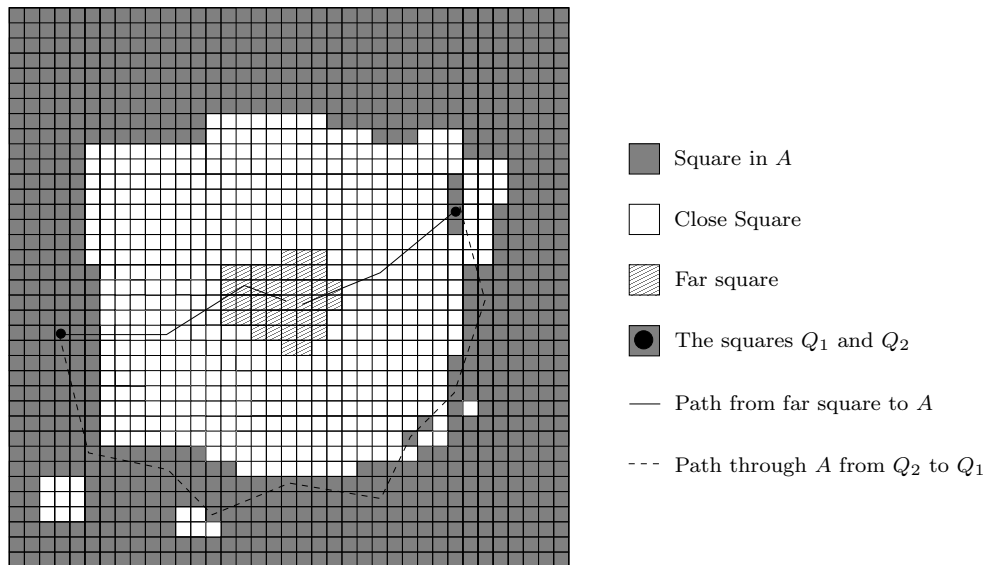 Square in A
Close Square
Far square
The squares Q₁ and Q₂
Path from far square to A
Path through A from Q₂ to Q₁